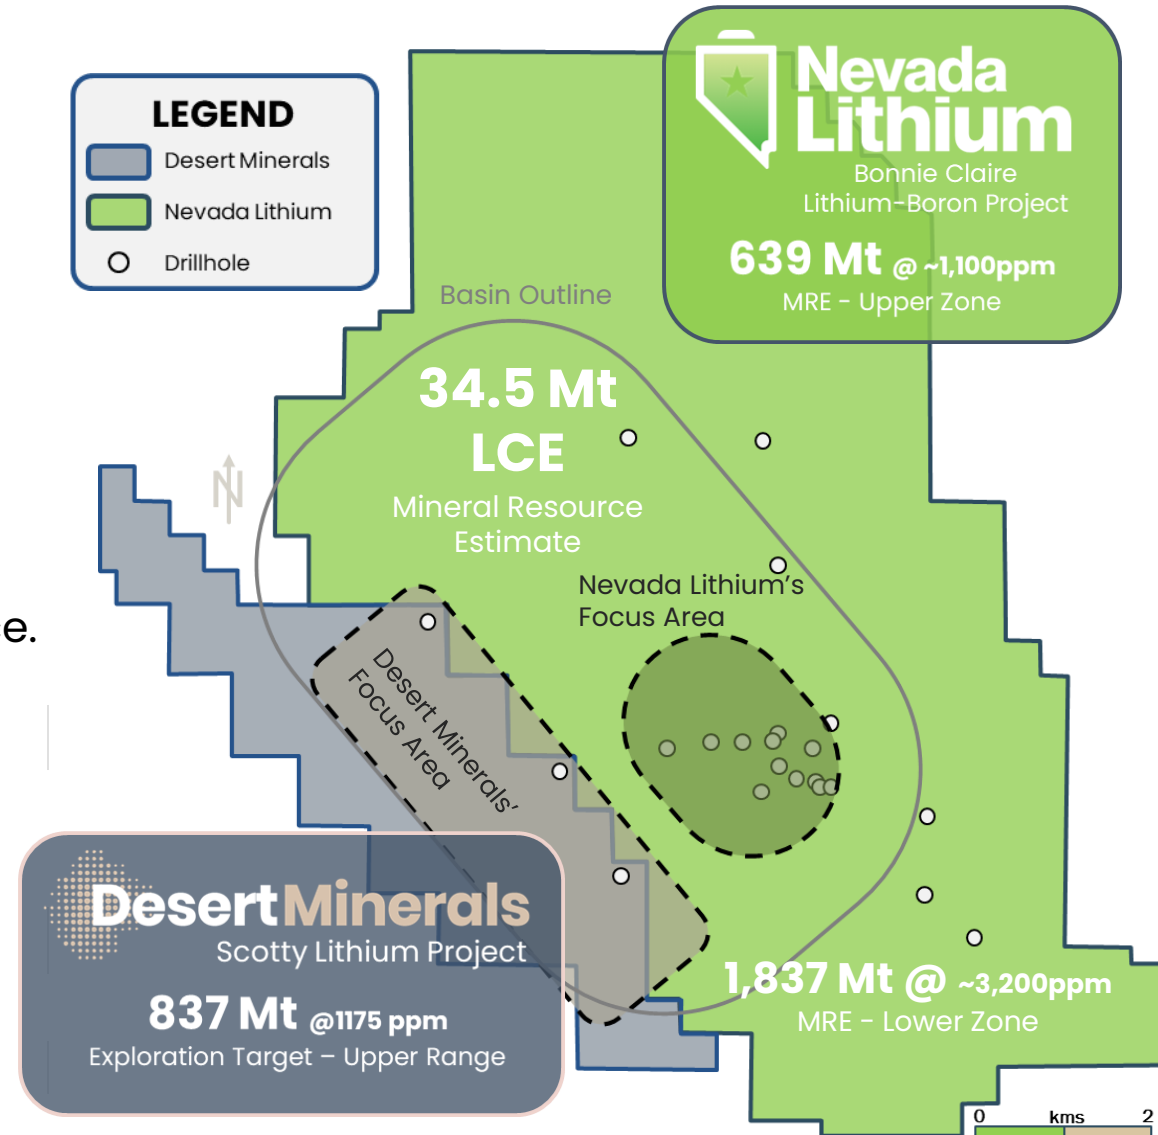 LEGEND
Desert Minerals
Nevada Lithium
Drillhole
Nevada
Lithium
Bonnie Claire
Lithium-Boron Project
639 Mt @ ~1,100ppm
MRE - Upper Zone
Basin Outline
34.5 Mt
LCE
Mineral Resource
Estimate
N
Nevada Lithium's
Focus Area
e.
Desert Minerals'
Focus Area
DesertMinerals
Scotty Lithium Project
837 Mt @1175 ppm
Exploration Target – Upper Range
1,837 Mt @ ~3,200ppm
MRE - Lower Zone
0 kms 2